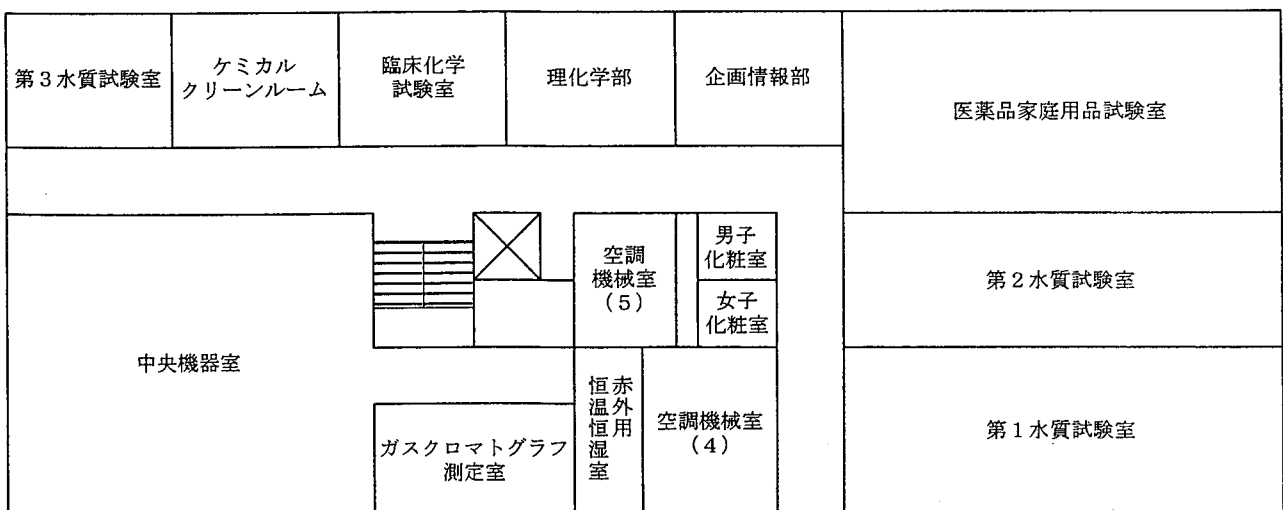 第3水質試験室
ケミカル
クリーンルーム
臨床化学
試験室
理化学部
企画情報部
医薬品家庭用品試験室
空調
機械室
(5)
男子
化粧室
女子
化粧室
第2水質試験室
中央機器室
ガスクロマトグラフ
測定室
赤外用
恒温恒湿室
空調機械室
(4)
第1水質試験室